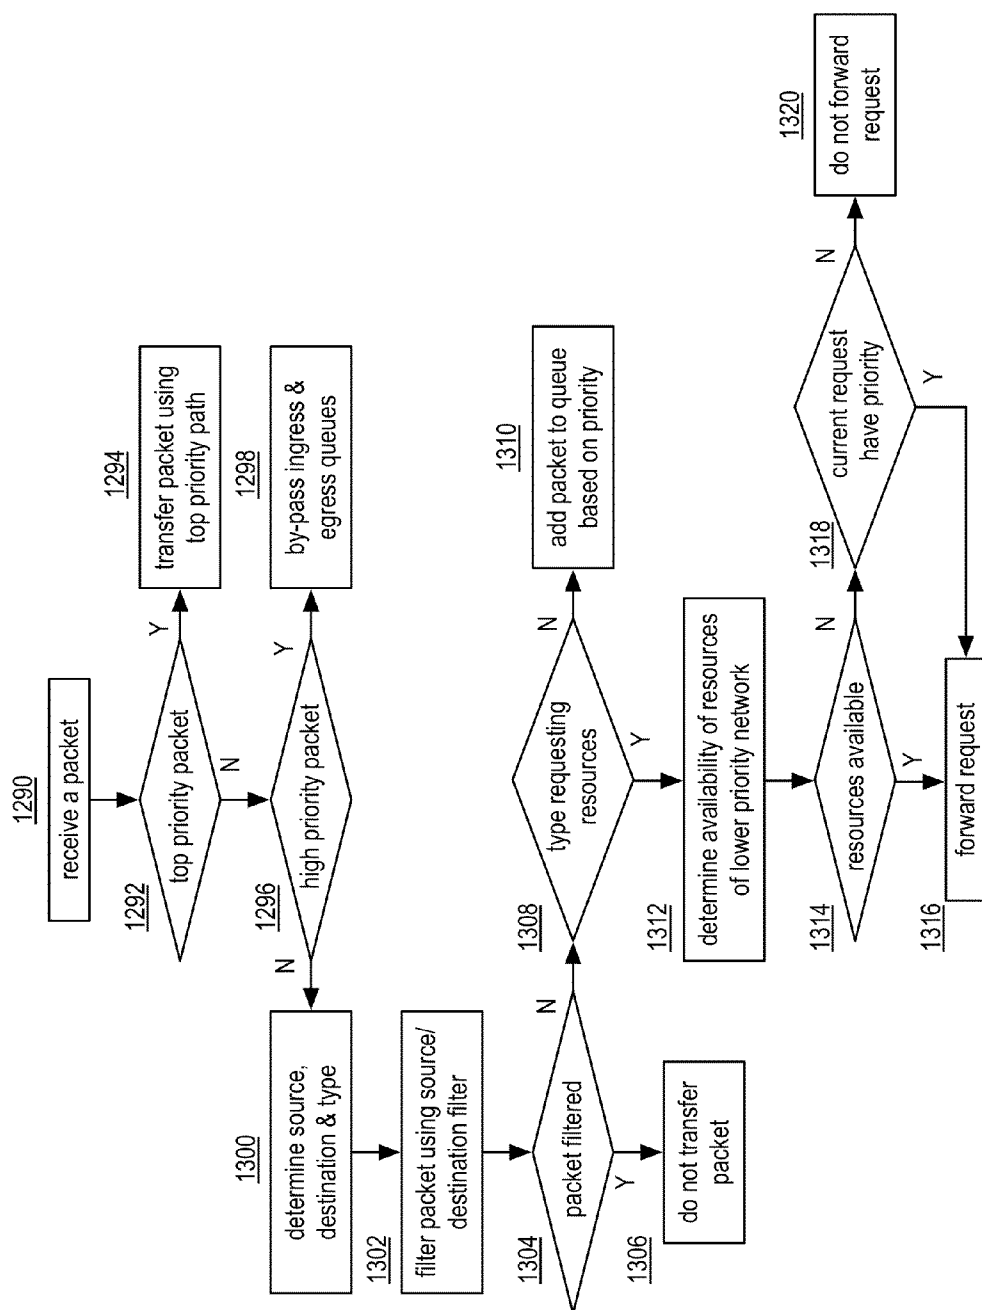 1290
receive a packet
1292
top priority packet
Y
N
1294
transfer packet using
top priority path
1296
high priority packet
Y
N
1298
by-pass ingress &
egress queues
1300
determine source,
destination & type
1302
filter packet using source/
destination filter
1304
packet filtered
N
Y
1306
do not transfer
packet
1308
type requesting
resources
N
Y
1310
add packet to queue
based on priority
1312
determine availability of resources
of lower priority network
1314
resources available
N
Y
1316
forward request
1318
current request
have priority
N
Y
1320
do not forward
request